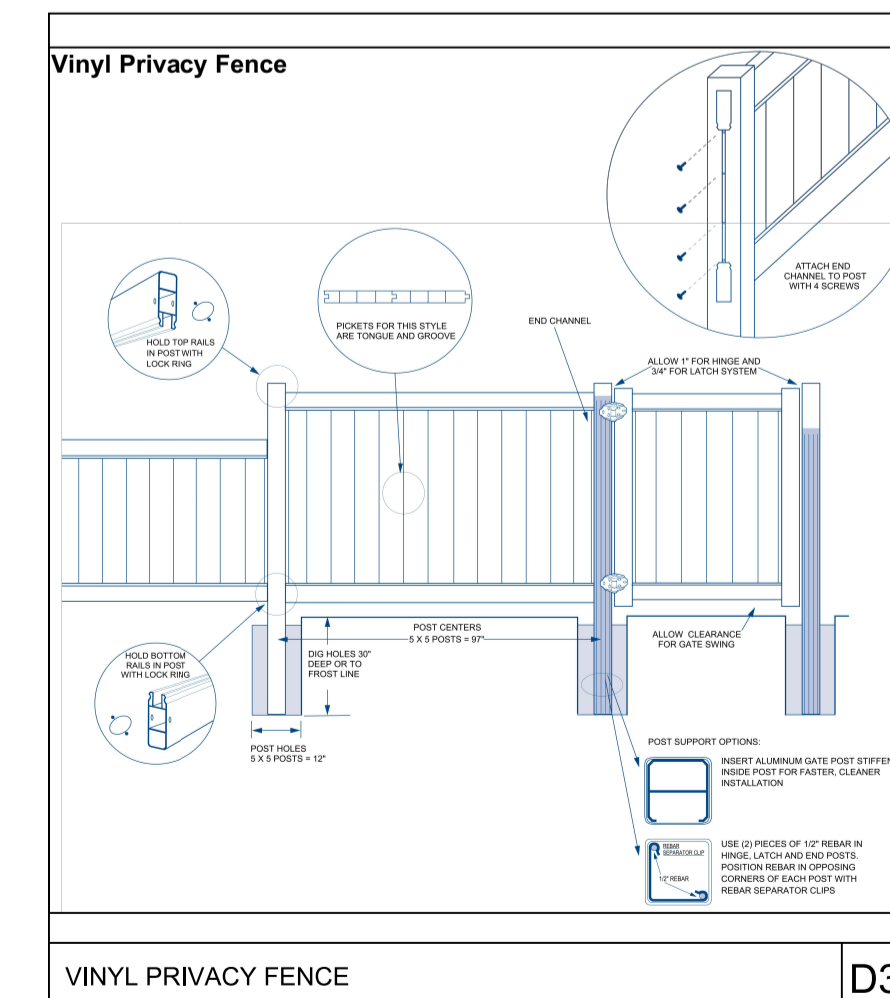 Vinyl Privacy Fence
ATTACH END
CHANNEL TO POST
WITH 4 SCREWS
HOLD TOP RAILS
IN POST WITH
LOCK RING
PICKETS FOR THIS STYLE
ARE TONGUE AND GROOVE
END CHANNEL
ALLOW 1" FOR HINGE AND
3/4" FOR LATCH SYSTEM
POST CENTERS
5 X 5 POSTS = 97"
DIG HOLES 30"
DEEP OR TO
FROST LINE
ALLOW CLEARANCE
FOR GATE SWING
HOLD BOTTOM
RAILS IN POST
WITH LOCK RING
POST HOLES
5 X 5 POSTS = 12"
POST SUPPORT OPTIONS:
INSERT ALUMINUM GATE POST STIFFEN
INSIDE POST FOR FASTER, CLEANER
INSTALLATION
REBAR
SEPARATOR CLIP
1/2" REBAR
USE (2) PIECES OF 1/2" REBAR IN
HINGE, LATCH AND END POSTS.
POSITION REBAR IN OPPOSING
CORNERS OF EACH POST WITH
REBAR SEPARATOR CLIPS
VINYL PRIVACY FENCE
D3